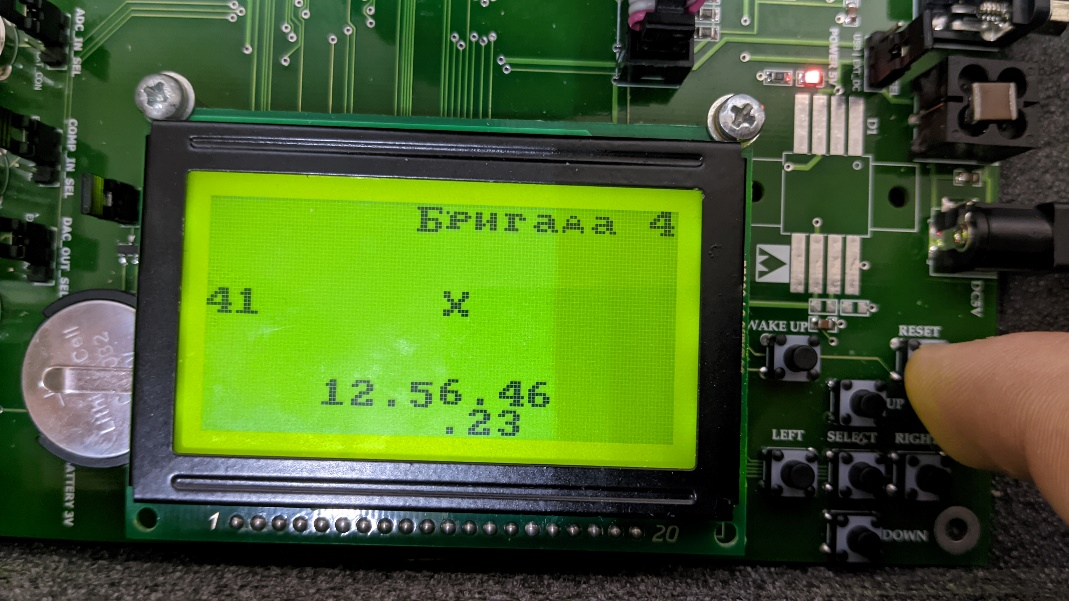 ADC_IN_SEL
COMP_IN_SEL
DAC_OUT_SEL
POWER 5V
D1
Бригада 4
41 x
12.56.46
.23
WAKE UP
RESET
UP
LEFT
SELECT
RIGHT
DOWN
DC5V
BATTERY 3V
Cell
1
20